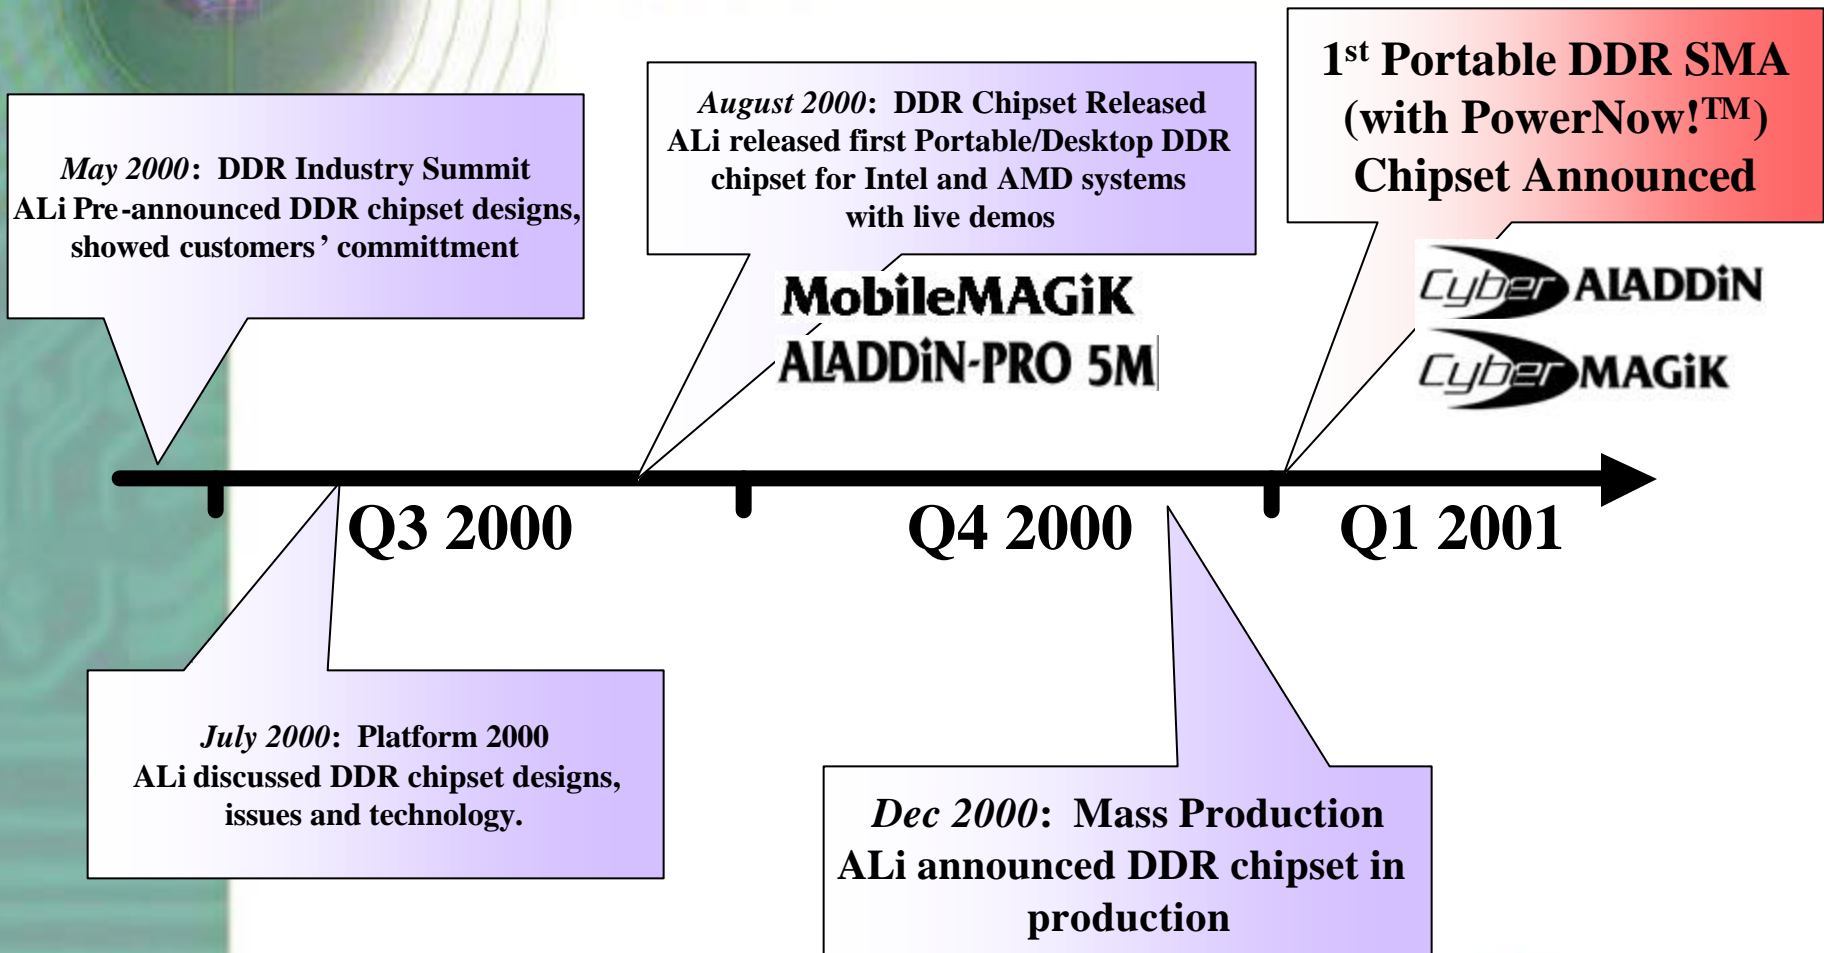 May 2000: DDR Industry Summit
ALi Pre-announced DDR chipset designs,
showed customers’ committment
August 2000: DDR Chipset Released
ALi released first Portable/Desktop DDR
chipset for Intel and AMD systems
with live demos
MobileMAGiK
ALADDiN-PRO 5M
1st Portable DDR SMA
(with PowerNow!TM)
Chipset Announced
Cyber ALADDiN
Cyber MAGiK
Q3 2000
Q4 2000
Q1 2001
July 2000: Platform 2000
ALi discussed DDR chipset designs,
issues and technology.
Dec 2000: Mass Production
ALi announced DDR chipset in
production